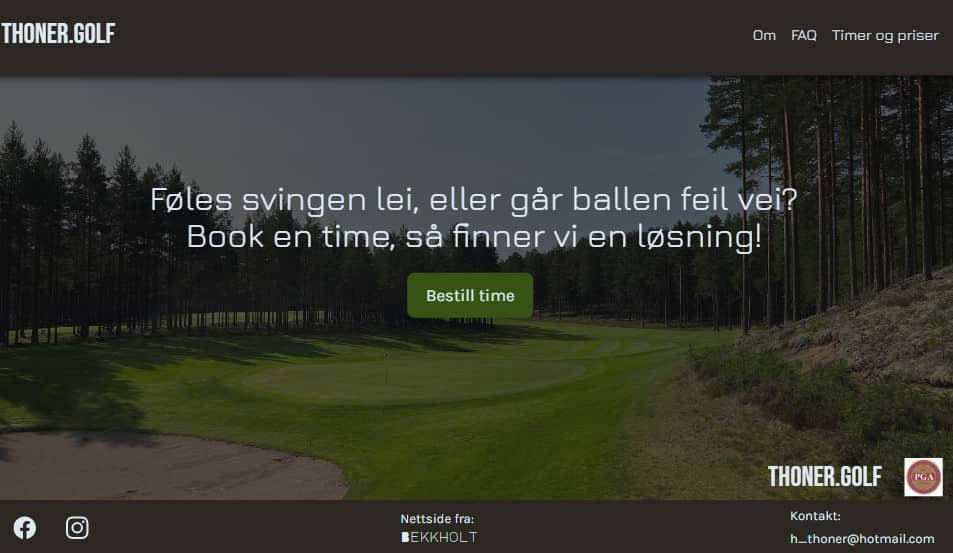 THONER.GOLF
Om FAQ Timer og priser
Føles svingen lei, eller går ballen feil vei?
Book en time, så finner vi en løsning!
Bestill time
THONER.GOLF
PGA
Nettside fra:
BEKKHOLT
Kontakt:
h_thoner@hotmail.com